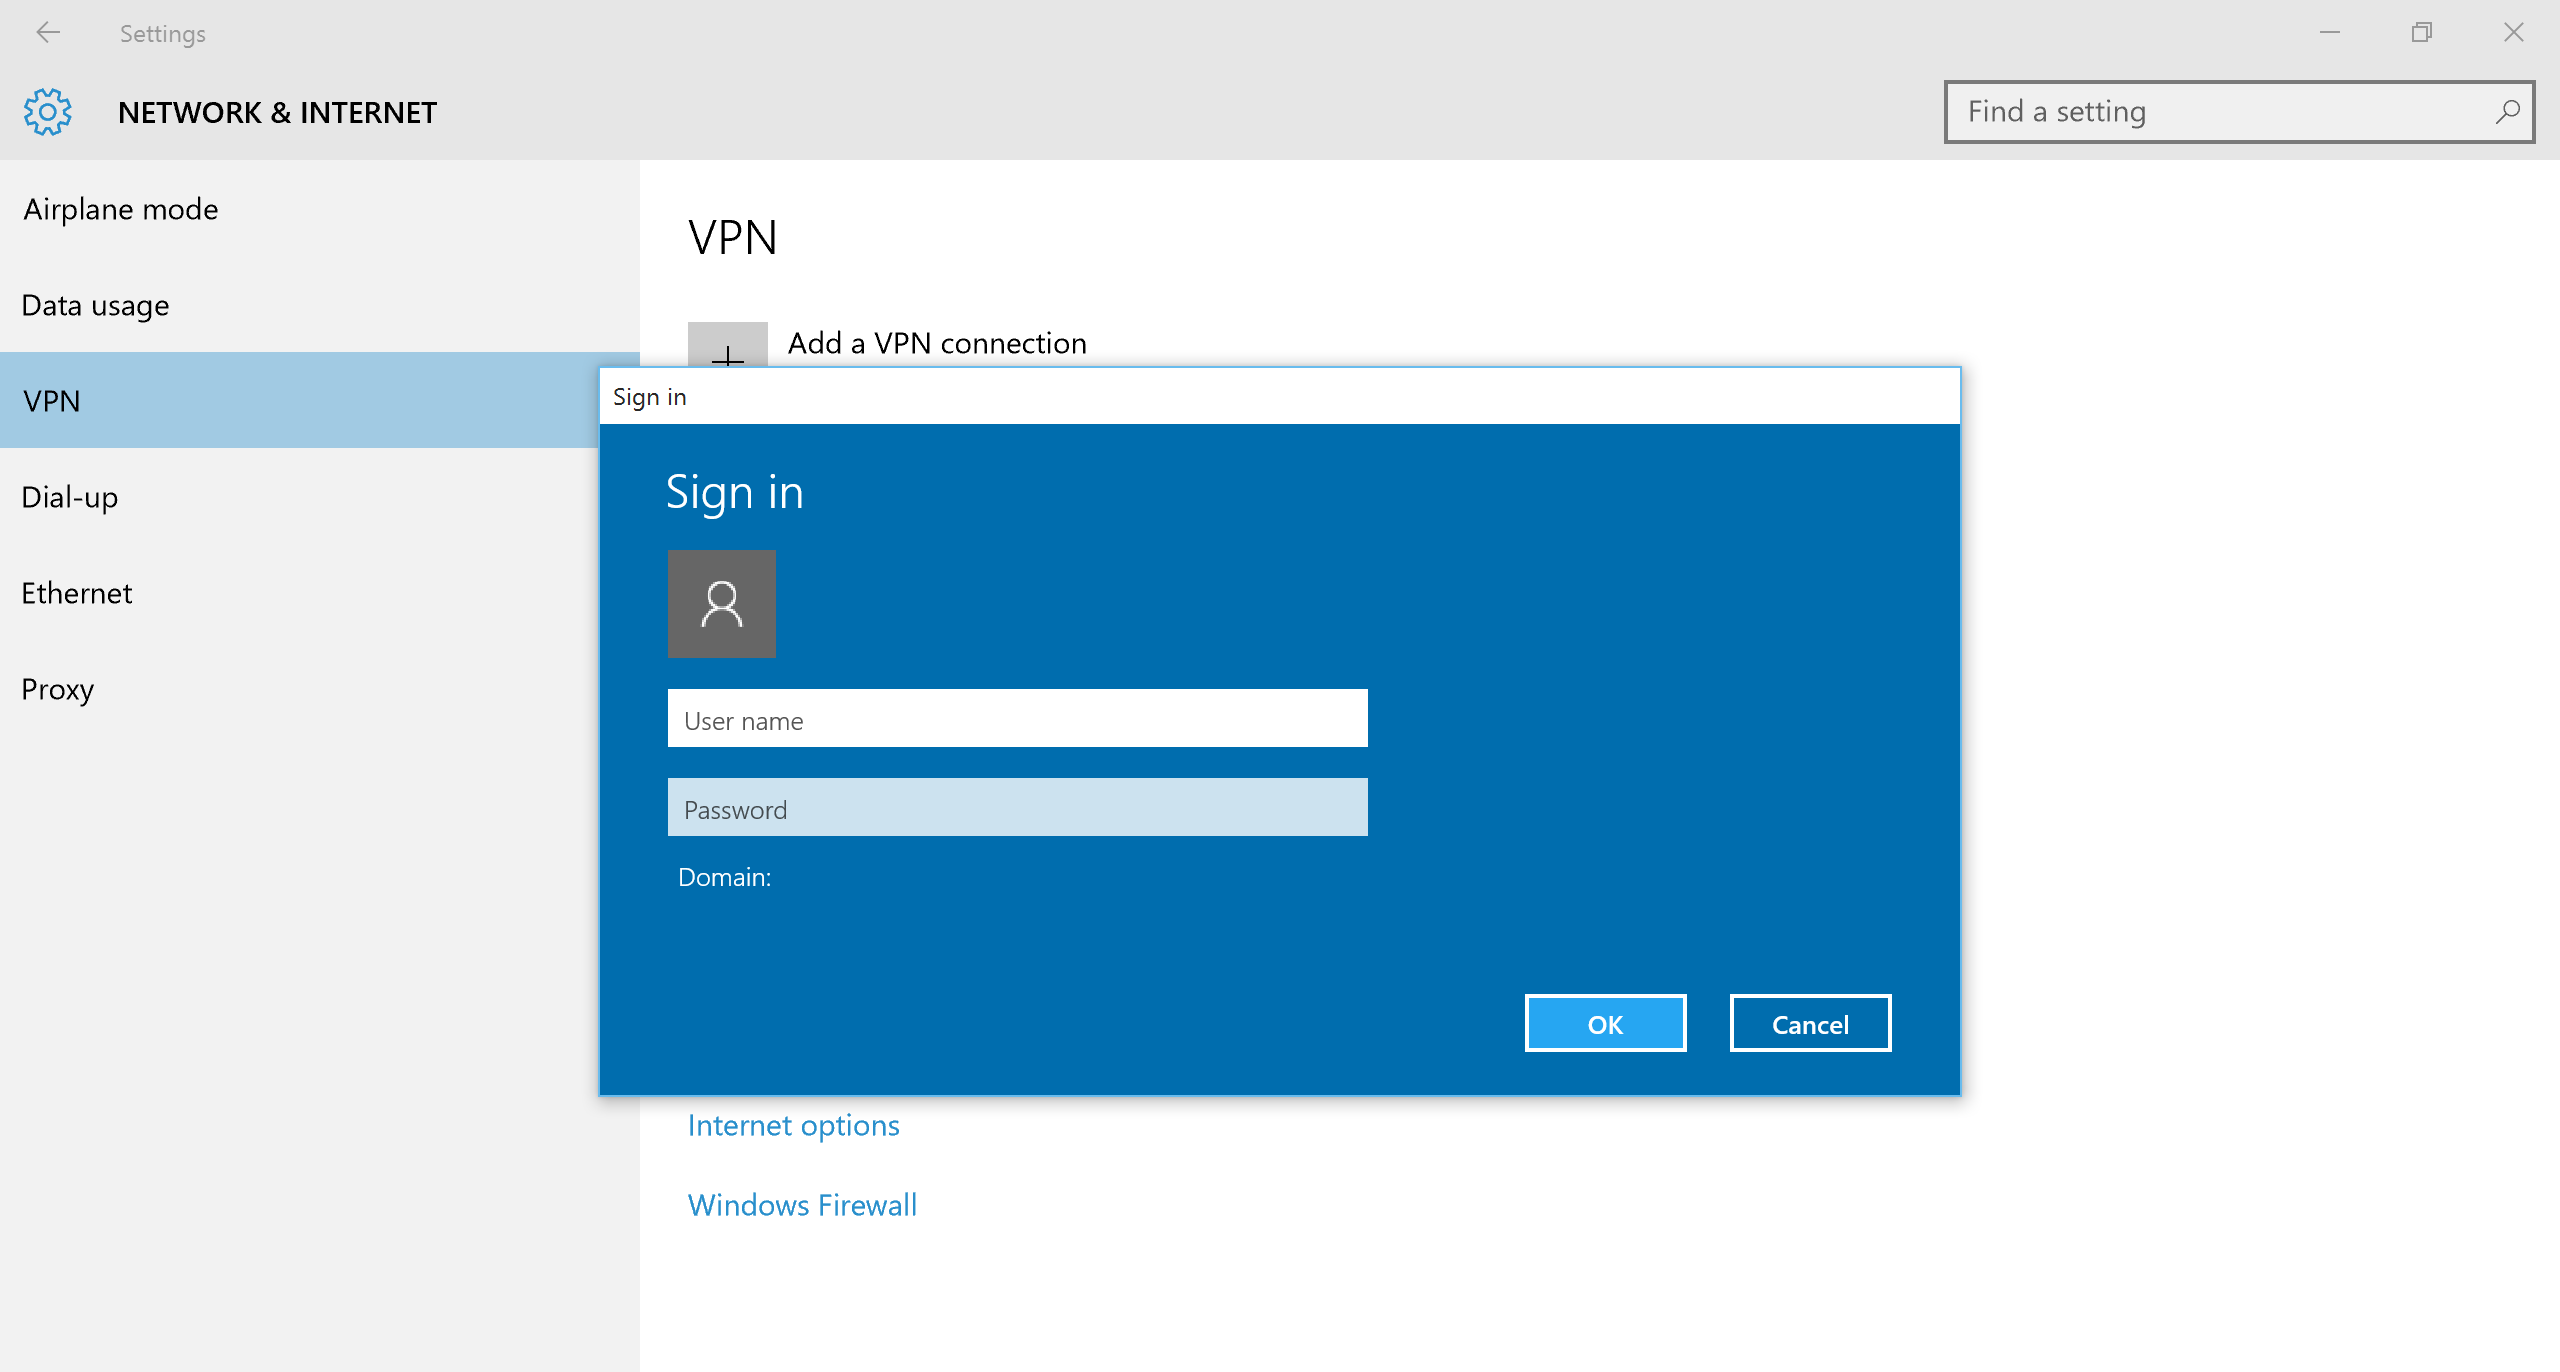 Settings
NETWORK & INTERNET
Find a setting
Airplane mode
Data usage
VPN
Dial-up
Ethernet
Proxy
VPN
Add a VPN connection
Sign in
Sign in
User name
Password
Domain:
OK
Cancel
Internet options
Windows Firewall